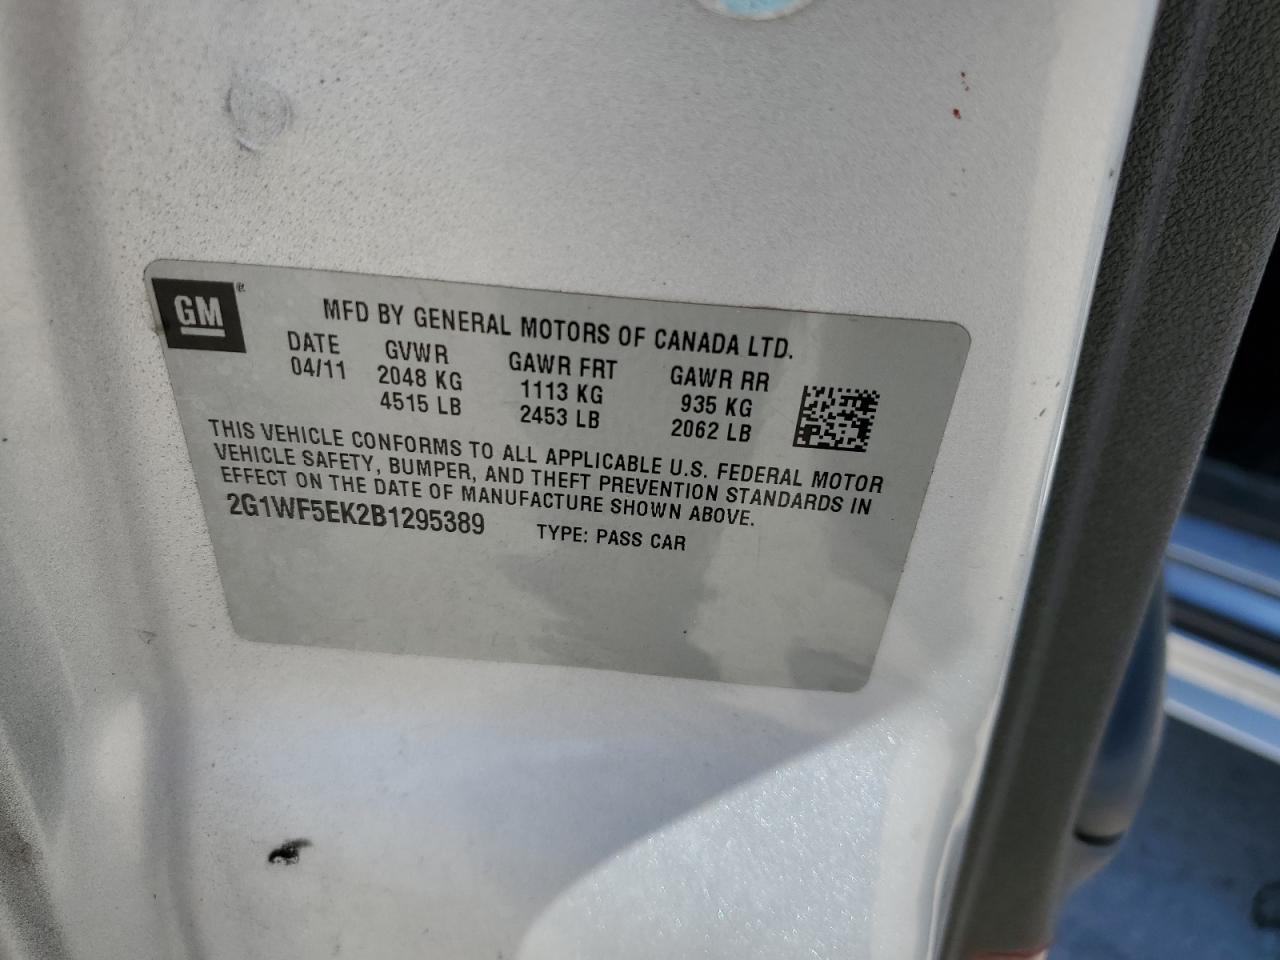 GM®
MFD BY GENERAL MOTORS OF CANADA LTD.
DATE GVWR GAWR FRT GAWR RR
04/11 2048 KG 1113 KG 935 KG
4515 LB 2453 LB 2062 LB
THIS VEHICLE CONFORMS TO ALL APPLICABLE U.S. FEDERAL MOTOR
VEHICLE SAFETY, BUMPER, AND THEFT PREVENTION STANDARDS IN
EFFECT ON THE DATE OF MANUFACTURE SHOWN ABOVE.
2G1WF5EK2B1295389 TYPE: PASS CAR